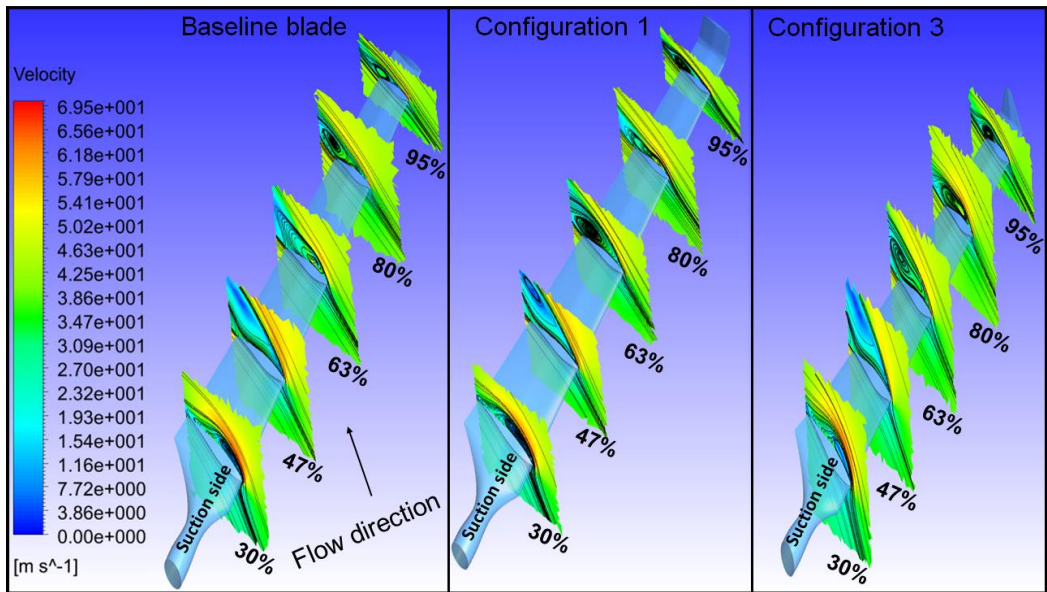 Baseline blade
Configuration 1
Configuration 3
Velocity
6.95e+001
6.56e+001
6.18e+001
5.79e+001
5.41e+001
5.02e+001
4.63e+001
4.25e+001
3.86e+001
3.47e+001
3.09e+001
2.70e+001
2.32e+001
1.93e+001
1.54e+001
1.16e+001
7.72e+000
3.86e+000
0.00e+000
[m s^-1]
95%
80%
63%
47%
30%
Suction side
Flow direction
95%
80%
63%
47%
30%
Suction side
95%
80%
63%
47%
30%
Suction side